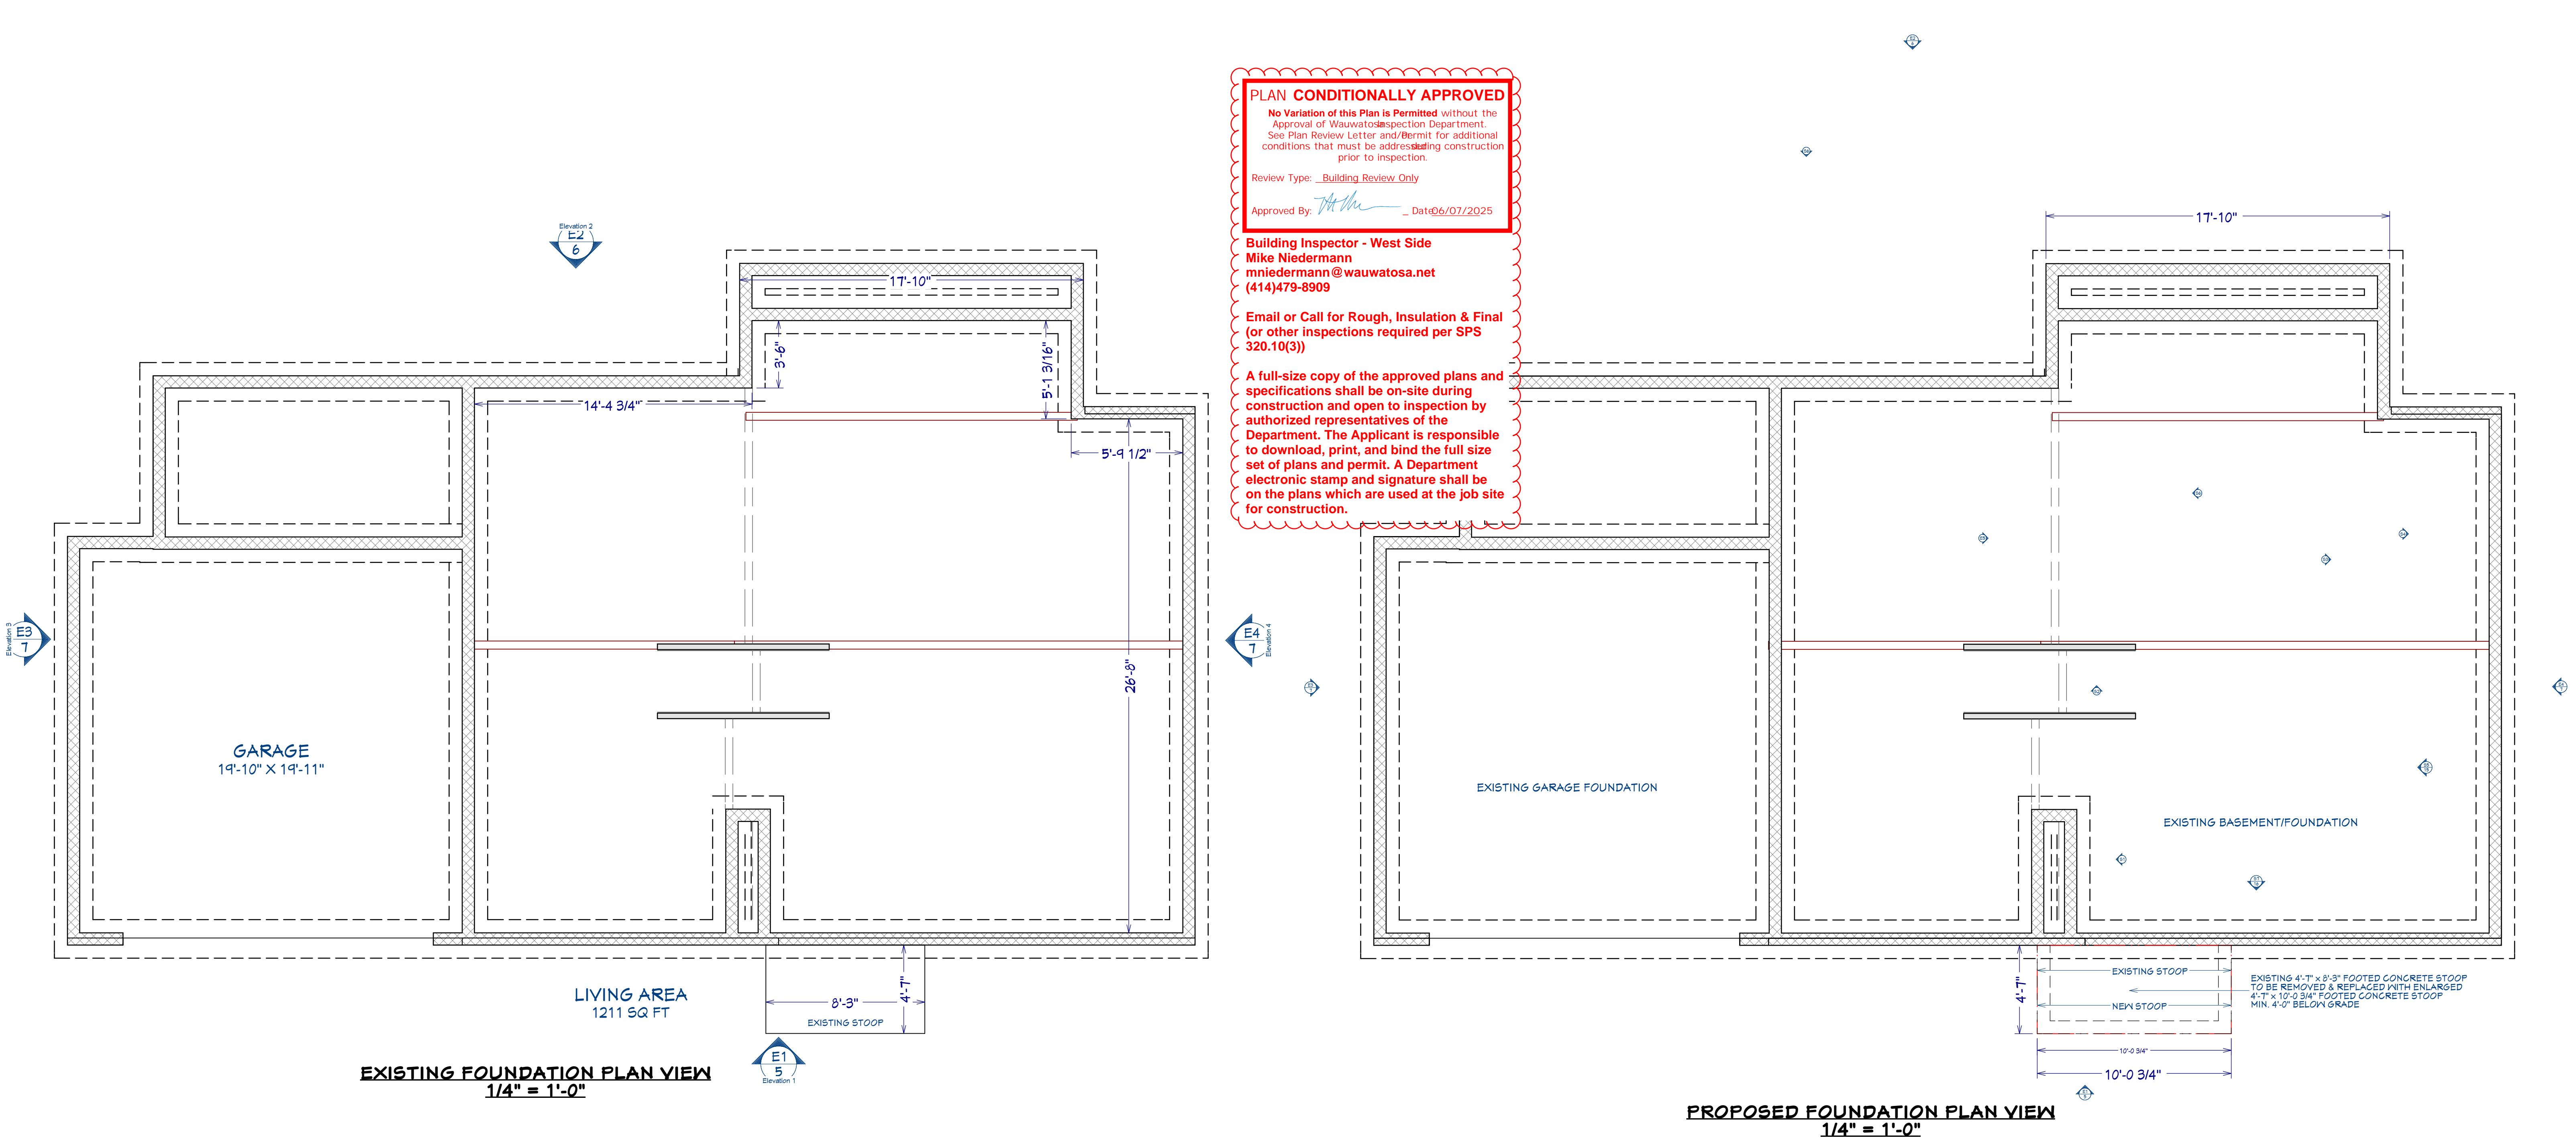 PLAN CONDITIONALLY APPROVED
No Variation of this Plan is Permitted without the
Approval of Wauwatosa Inspection Department.
See Plan Review Letter and/or Permit for additional
conditions that must be addressed during construction
prior to inspection.
Review Type: Building Review Only
Approved By: Date 06/07/2025
Building Inspector - West Side
Mike Niedermann
mniedermann@wauwatosa.net
(414)479-8909
Email or Call for Rough, Insulation & Final
(or other inspections required per SPS
320.10(3))
A full-size copy of the approved plans and
specifications shall be on-site during
construction and open to inspection by
authorized representatives of the
Department. The Applicant is responsible
to download, print, and bind the full size
set of plans and permit. A Department
electronic stamp and signature shall be
on the plans which are used at the job site
for construction.
Elevation 2
E2
6
17'-10"
3'-6"
5'-1 3/16"
14'-4 3/4"
5'-9 1/2"
26'-8"
Elevation 3
E3
7
E4
7
Elevation 4
GARAGE
19'-10" X 19'-11"
LIVING AREA
1211 SQ FT
8'-3"
4'-7"
EXISTING STOOP
E1
5
Elevation 1
EXISTING FOUNDATION PLAN VIEW
1/4" = 1'-0"
17'-10"
EXISTING GARAGE FOUNDATION
EXISTING BASEMENT/FOUNDATION
4'-7"
EXISTING STOOP
NEW STOOP
EXISTING 4'-7" x 8'-3" FOOTED CONCRETE STOOP
TO BE REMOVED & REPLACED WITH ENLARGED
4'-7" x 10'-0 3/4" FOOTED CONCRETE STOOP
MIN. 4'-0" BELOW GRADE
10'-0 3/4"
10'-0 3/4"
PROPOSED FOUNDATION PLAN VIEW
1/4" = 1'-0"